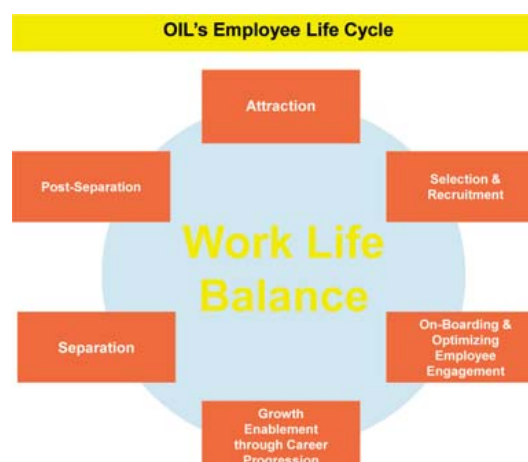 OIL's Employee Life Cycle
Attraction
Post-Separation
Selection &
Recruitment
Work Life
Balance
Separation
On-Boarding &
Optimizing
Employee
Engagement
Growth
Enablement
through Career
Progression